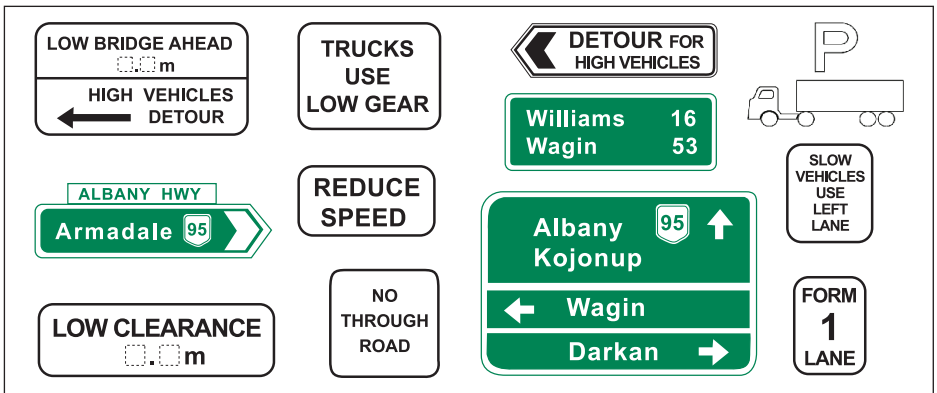 LOW BRIDGE AHEAD
.m
HIGH VEHICLES
DETOUR
TRUCKS
USE
LOW GEAR
DETOUR FOR
HIGH VEHICLES
P
Williams 16
Wagin 53
SLOW
VEHICLES
USE
LEFT
LANE
ALBANY HWY
Armadale 95
REDUCE
SPEED
Albany 95
Kojonup
Wagin
Darkan
LOW CLEARANCE
.m
NO
THROUGH
ROAD
FORM
1
LANE